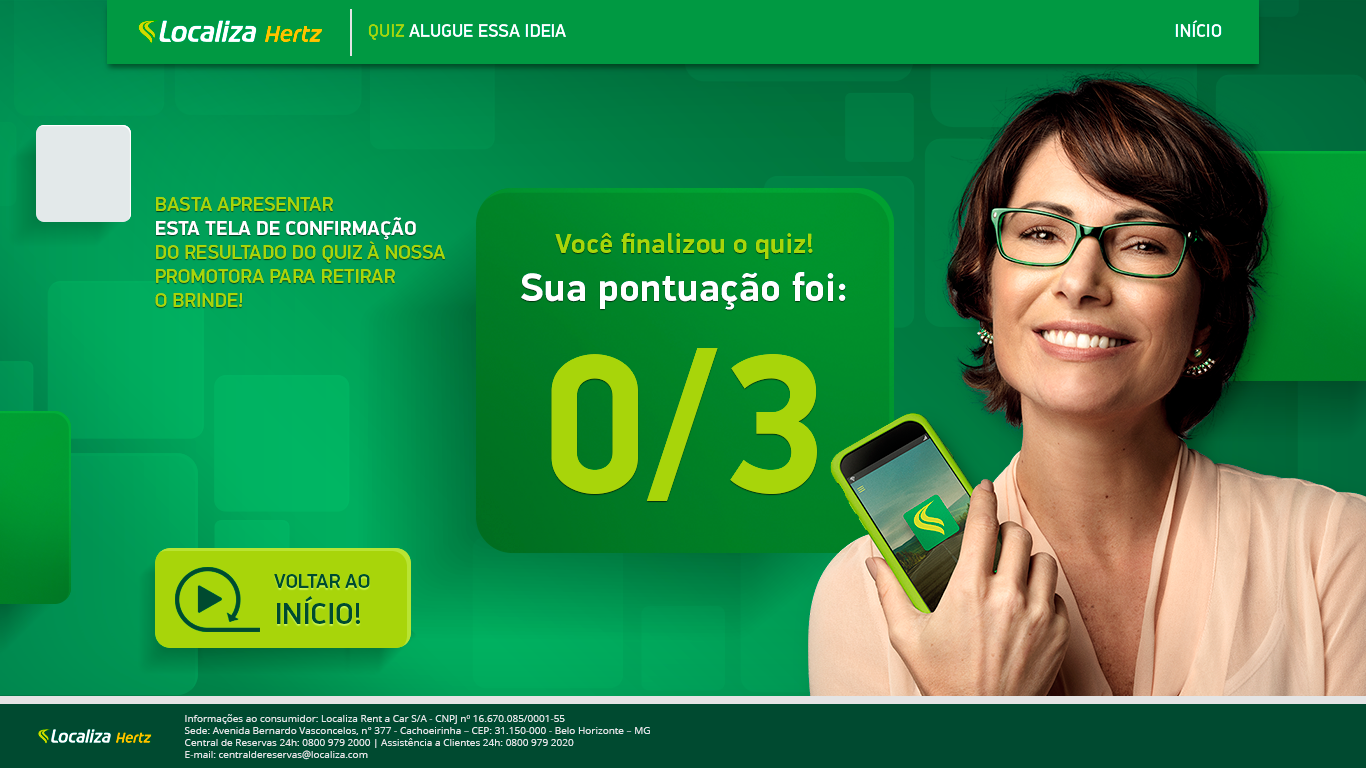 Localiza Hertz
QUIZ ALUGUE ESSA IDEIA
INÍCIO
BASTA APRESENTAR
ESTA TELA DE CONFIRMAÇÃO
DO RESULTADO DO QUIZ À NOSSA
PROMOTORA PARA RETIRAR
O BRINDE!
Você finalizou o quiz!
Sua pontuação foi:
0/3
VOLTAR AO
INÍCIO!
Localiza Hertz
Informações ao consumidor: Localiza Rent a Car S/A - CNPJ nº 16.670.085/0001-55
Sede: Avenida Bernardo Vasconcelos, n° 377 - Cachoeirinha – CEP: 31.150-000 - Belo Horizonte – MG
Central de Reservas 24h: 0800 979 2000 | Assistência a Clientes 24h: 0800 979 2020
E-mail: centraldereservas@localiza.com